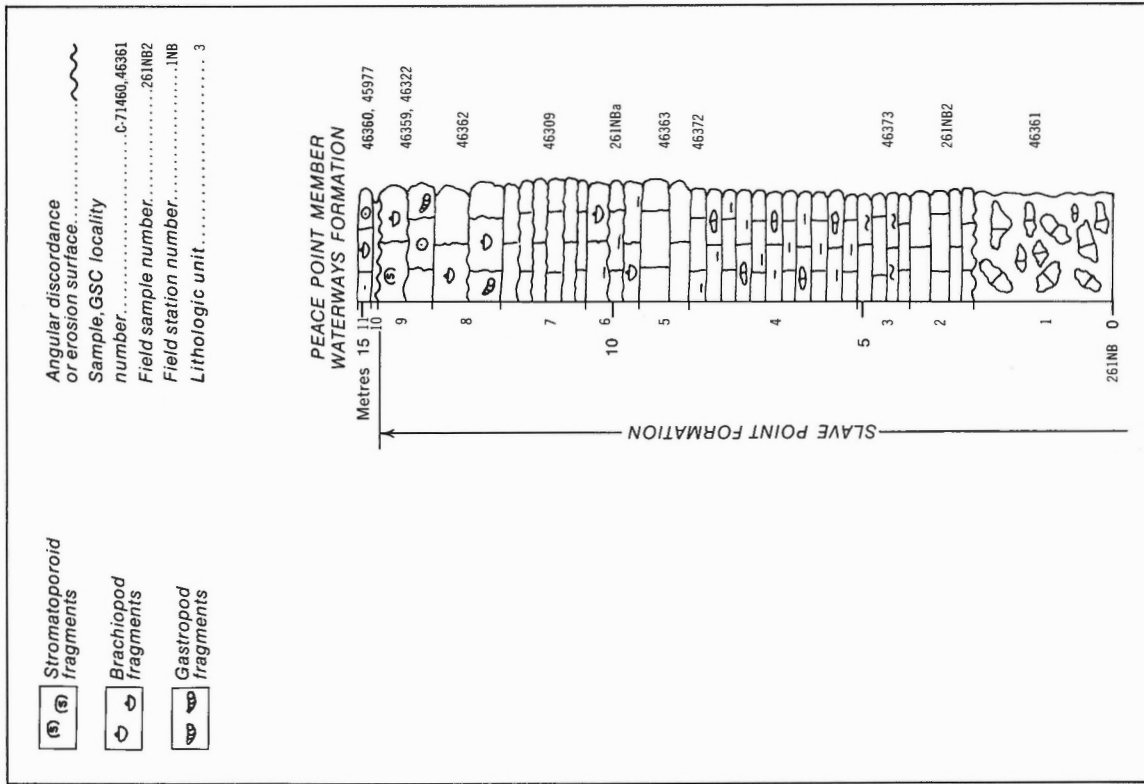 (S) (S)
Stromatoporoid
fragments
Brachiopod
fragments
Gastropod
fragments
Angular discordance
or erosion surface..........
Sample, GSC locality
number....................C-71460,46361
Field sample number.............261NB2
Field station number...............1NB
Lithologic unit....................... 3
PEACE POINT MEMBER
WATERWAYS FORMATION
Metres
SLAVE POINT FORMATION
15
10
5
0
261NB
11
10
9
8
7
6
5
4
3
2
1
(S)
46360, 45977
46359, 46322
46362
46309
261NBa
46363
46372
46373
261NB2
46361